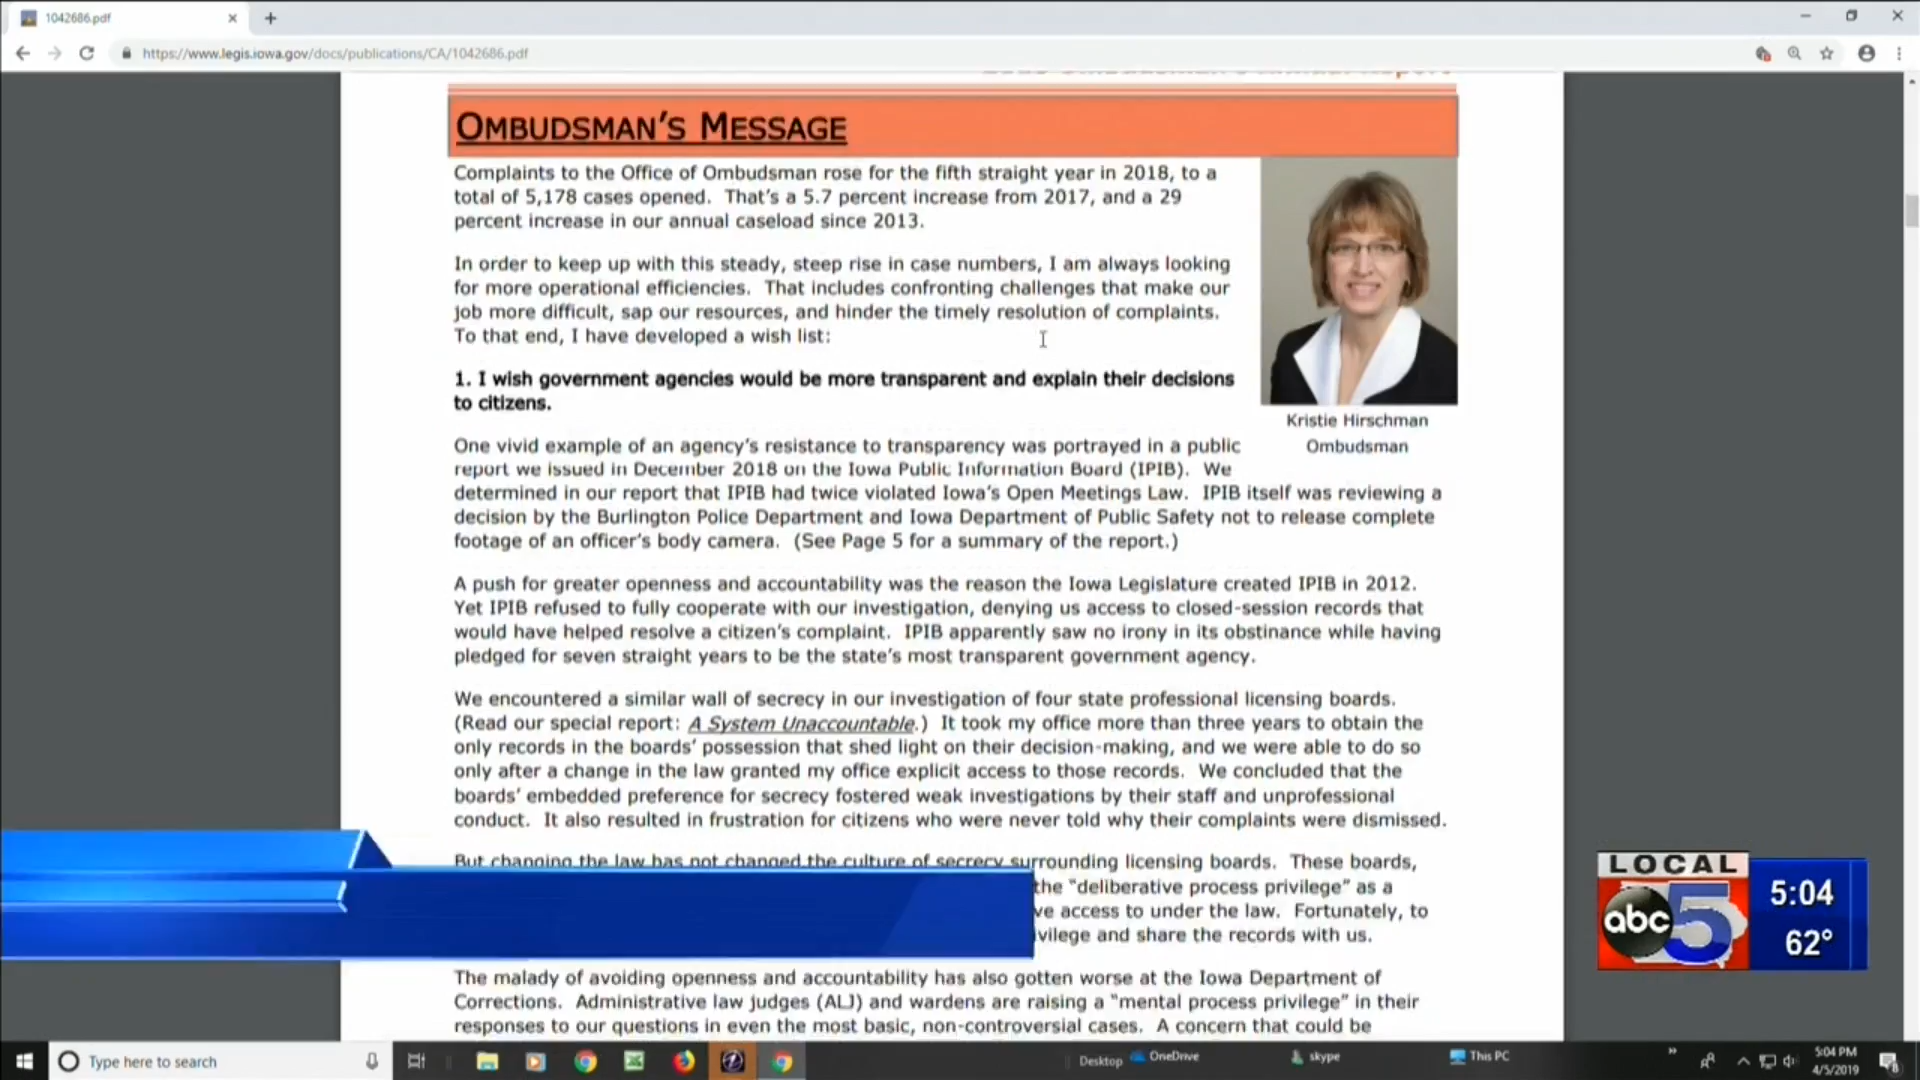 1042686.pdf
https://www.legis.iowa.gov/docs/publications/CA/1042686.pdf
OMBUDSMAN'S MESSAGE
Complaints to the Office of Ombudsman rose for the fifth straight year in 2018, to a
total of 5,178 cases opened. That's a 5.7 percent increase from 2017, and a 29
percent increase in our annual caseload since 2013.
In order to keep up with this steady, steep rise in case numbers, I am always looking
for more operational efficiencies. That includes confronting challenges that make our
job more difficult, sap our resources, and hinder the timely resolution of complaints.
To that end, I have developed a wish list:
1. I wish government agencies would be more transparent and explain their decisions
to citizens.
Kristie Hirschman
Ombudsman
One vivid example of an agency's resistance to transparency was portrayed in a public
report we issued in December 2018 on the Iowa Public Information Board (IPIB). We
determined in our report that IPIB had twice violated Iowa's Open Meetings Law. IPIB itself was reviewing a
decision by the Burlington Police Department and Iowa Department of Public Safety not to release complete
footage of an officer's body camera. (See Page 5 for a summary of the report.)
A push for greater openness and accountability was the reason the Iowa Legislature created IPIB in 2012.
Yet IPIB refused to fully cooperate with our investigation, denying us access to closed-session records that
would have helped resolve a citizen's complaint. IPIB apparently saw no irony in its obstinance while having
pledged for seven straight years to be the state's most transparent government agency.
We encountered a similar wall of secrecy in our investigation of four state professional licensing boards.
(Read our special report: A System Unaccountable.) It took my office more than three years to obtain the
only records in the boards' possession that shed light on their decision-making, and we were able to do so
only after a change in the law granted my office explicit access to those records. We concluded that the
boards' embedded preference for secrecy fostered weak investigations by their staff and unprofessional
conduct. It also resulted in frustration for citizens who were never told why their complaints were dismissed.
But changing the law has not changed the culture of secrecy surrounding licensing boards. These boards,
the "deliberative process privilege" as a
access to under the law. Fortunately, to
and share the records with us.
The malady of avoiding openness and accountability has also gotten worse at the Iowa Department of
Corrections. Administrative law judges (ALJ) and wardens are raising a "mental process privilege" in their
responses to our questions in even the most basic, non-controversial cases. A concern that could be
LOCAL
abc 5
5:04
62°
Type here to search
Desktop
OneDrive
skype
This PC
5:04 PM
4/5/2019